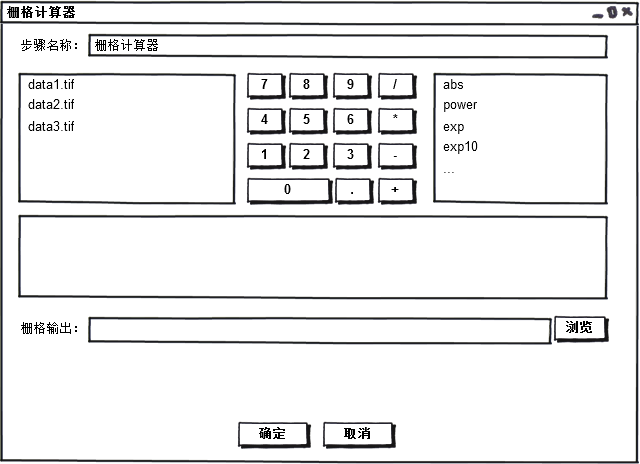 栅格计算器
步骤名称： 栅格计算器
data1.tif
data2.tif
data3.tif
7 8 9 /
4 5 6 *
1 2 3 -
0 . +
abs
power
exp
exp10
...
栅格输出： 浏览
确定 取消